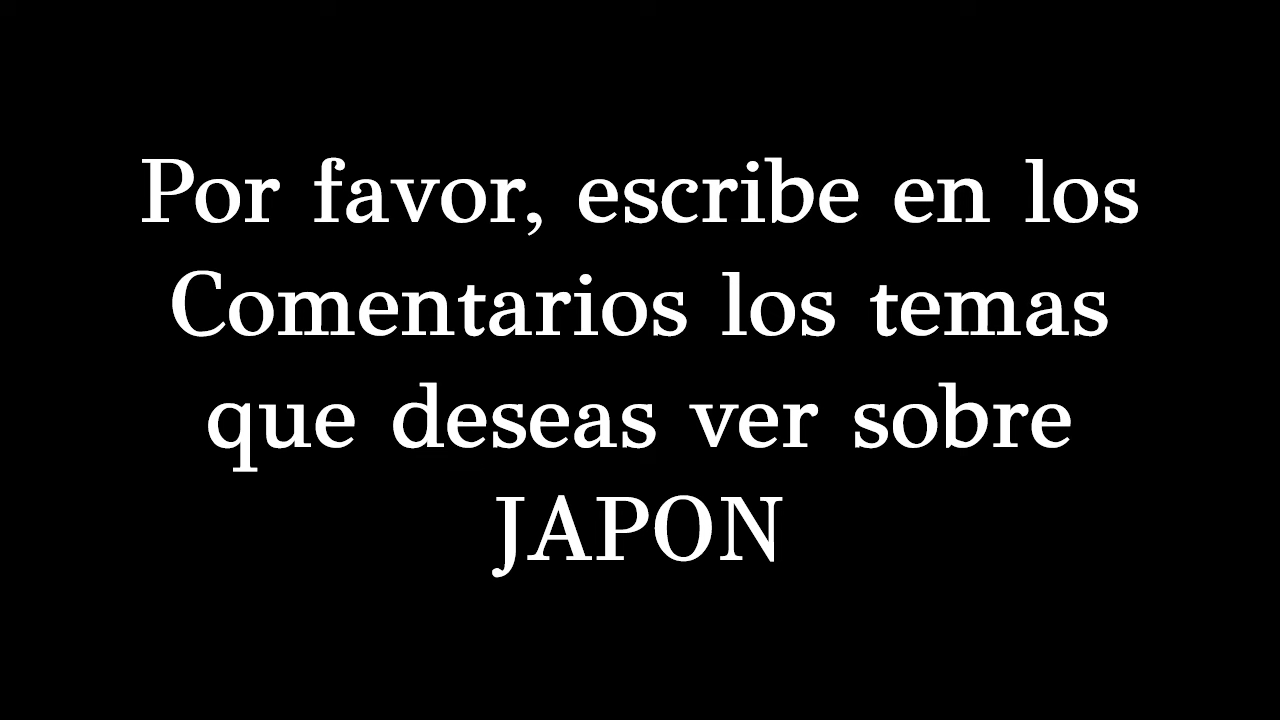 Por favor, escribe en los
Comentarios los temas
que deseas ver sobre
JAPON